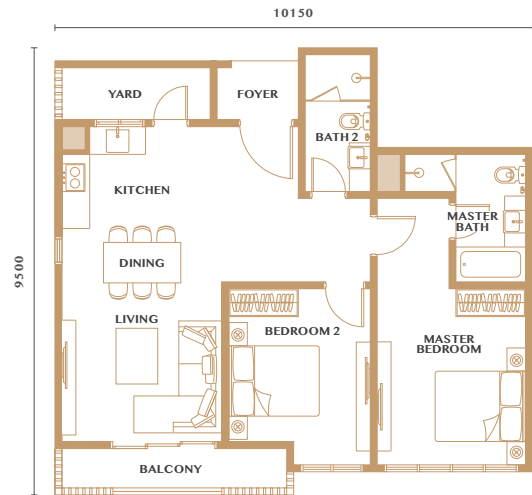 10150
YARD
FOYER
BATH 2
KITCHEN
MASTER
BATH
9500
DINING
LIVING
BEDROOM 2
MASTER
BEDROOM
BALCONY